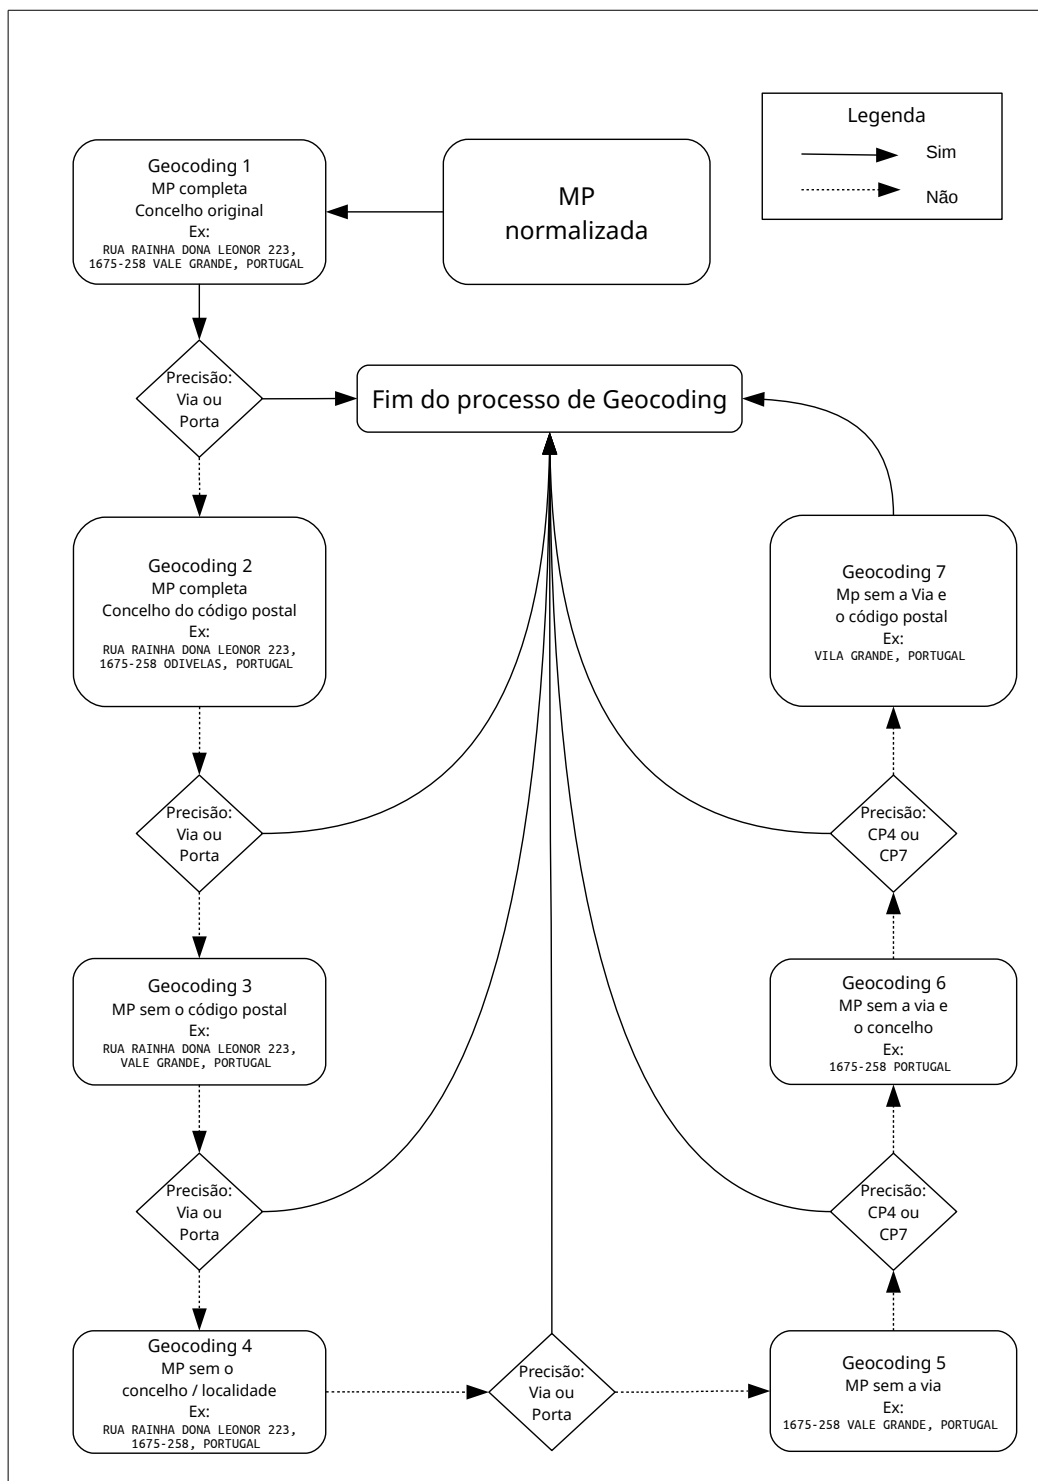 Legenda
Sim
Não
MP
normalizada
Geocoding 1
MP completa
Concelho original
Ex:
RUA RAINHA DONA LEONOR 223,
1675-258 VALE GRANDE, PORTUGAL
Precisão:
Via ou
Porta
Fim do processo de Geocoding
Geocoding 2
MP completa
Concelho do código postal
Ex:
RUA RAINHA DONA LEONOR 223,
1675-258 ODIVELAS, PORTUGAL
Precisão:
Via ou
Porta
Geocoding 3
MP sem o código postal
Ex:
RUA RAINHA DONA LEONOR 223,
VALE GRANDE, PORTUGAL
Precisão:
Via ou
Porta
Geocoding 4
MP sem o
concelho / localidade
Ex:
RUA RAINHA DONA LEONOR 223,
1675-258, PORTUGAL
Precisão:
Via ou
Porta
Geocoding 5
MP sem a via
Ex:
1675-258 VALE GRANDE, PORTUGAL
Precisão:
CP4 ou
CP7
Geocoding 6
MP sem a via e
o concelho
Ex:
1675-258 PORTUGAL
Precisão:
CP4 ou
CP7
Geocoding 7
Mp sem a Via e
o código postal
Ex:
VILA GRANDE, PORTUGAL